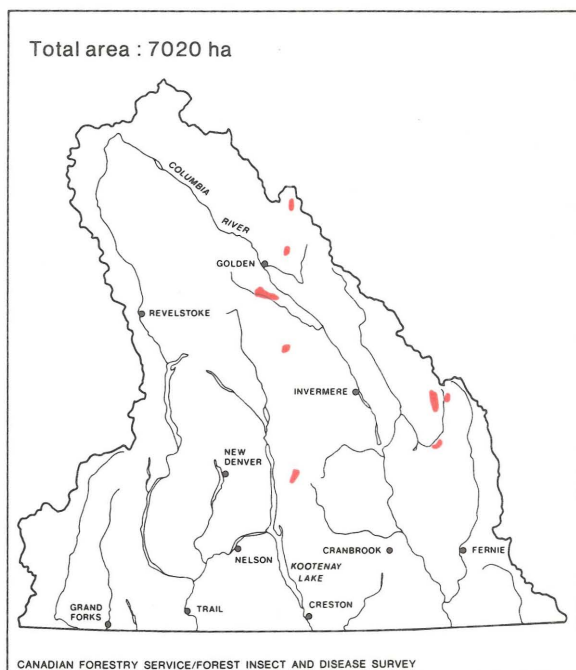 Total area : 7020 ha
COLUMBIA
RIVER
GOLDEN
REVELSTOKE
INVERMERE
NEW
DENVER
NELSON
CRANBROOK
FERNIE
KOOTENAY
LAKE
GRAND
FORKS
TRAIL
CRESTON
CANADIAN FORESTRY SERVICE/FOREST INSECT AND DISEASE SURVEY